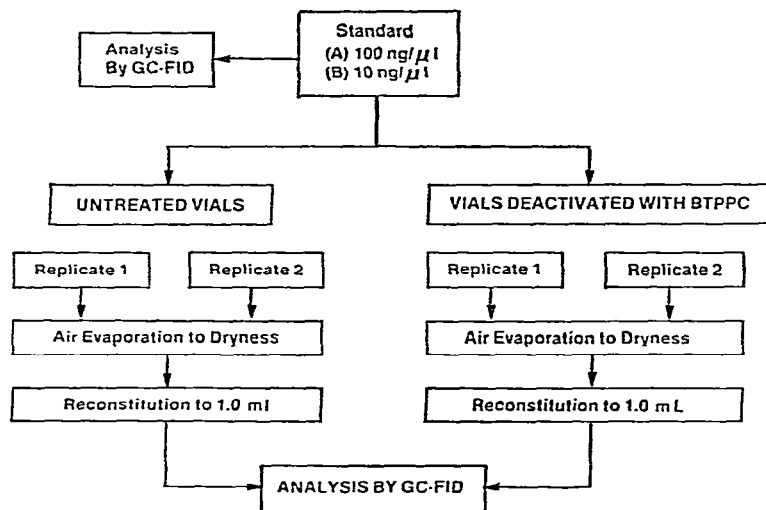 Standard
(A) 100 ng/μl
(B) 10 ng/μl
Analysis
By GC-FID
UNTREATED VIALS
VIALS DEACTIVATED WITH BTPPC
Replicate 1
Replicate 2
Replicate 1
Replicate 2
Air Evaporation to Dryness
Air Evaporation to Dryness
Reconstitution to 1.0 ml
Reconstitution to 1.0 mL
ANALYSIS BY GC-FID